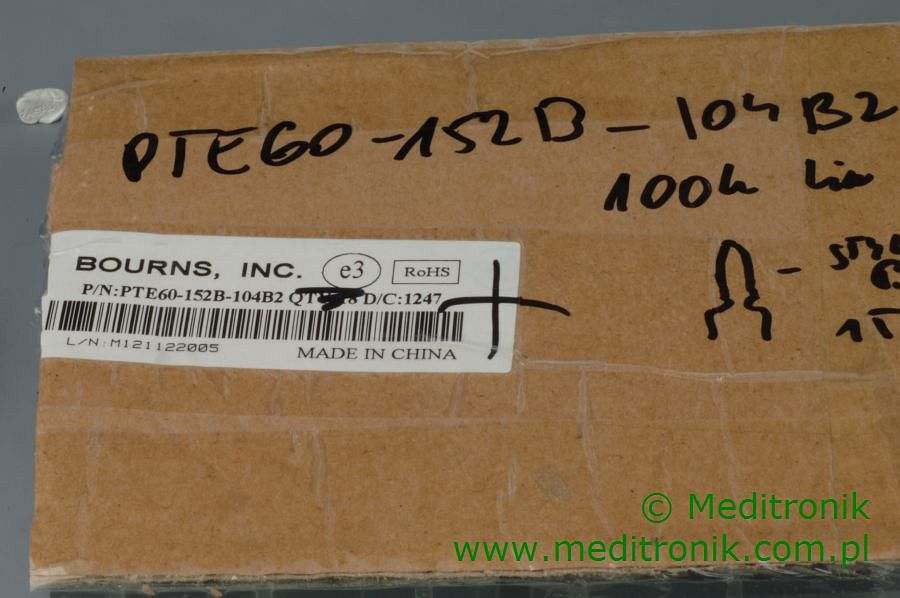 PTE60-152B-104B2
100k lin
BOURNS, INC. e3 RoHS
P/N:PTE60-152B-104B2 D/C:1247
L/N:M121122005
MADE IN CHINA
© Meditronik
www.meditronik.com.pl